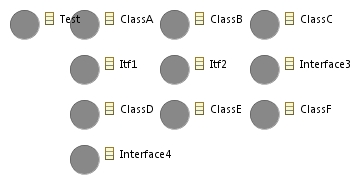 Test ClassA ClassB ClassC
Itf1 Itf2 Interface3
ClassD ClassE ClassF
Interface4